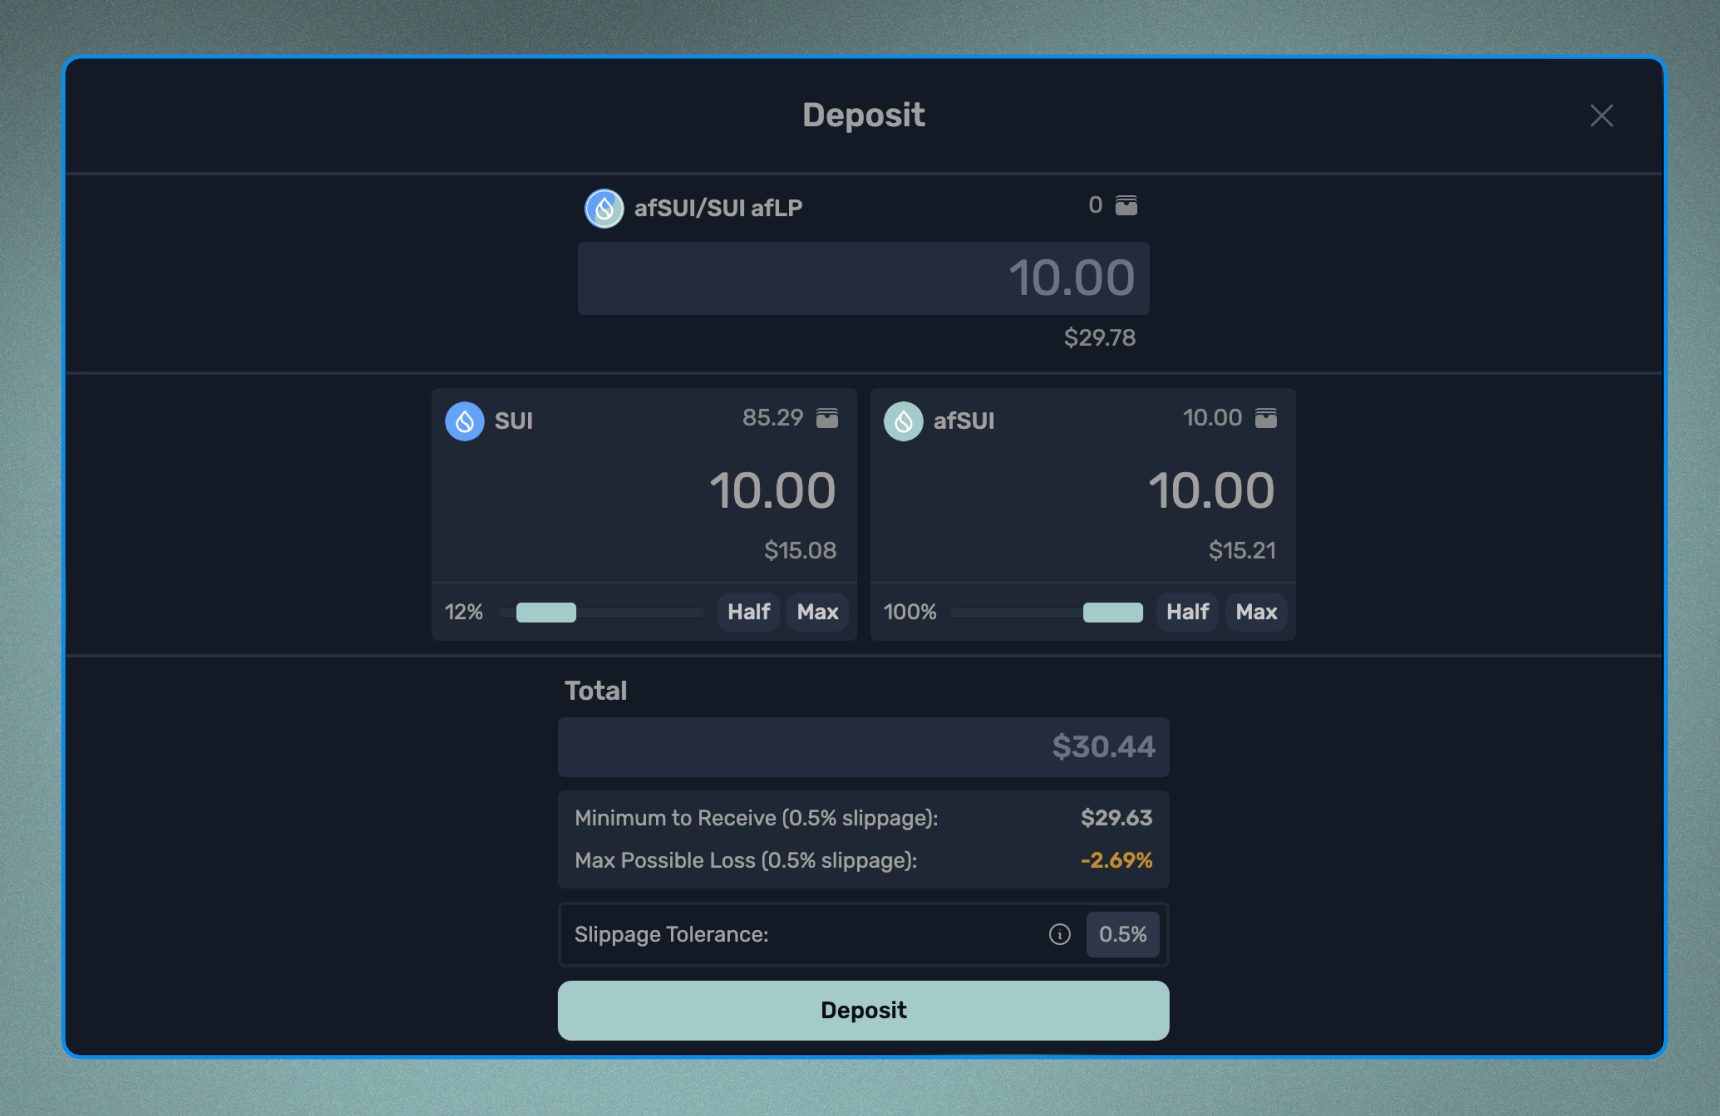 Deposit
afSUI/SUI afLP 0
10.00
$29.78
SUI 85.29
10.00
$15.08
12% Half Max
afSUI 10.00
10.00
$15.21
100% Half Max
Total
$30.44
Minimum to Receive (0.5% slippage): $29.63
Max Possible Loss (0.5% slippage): -2.69%
Slippage Tolerance: 0.5%
Deposit